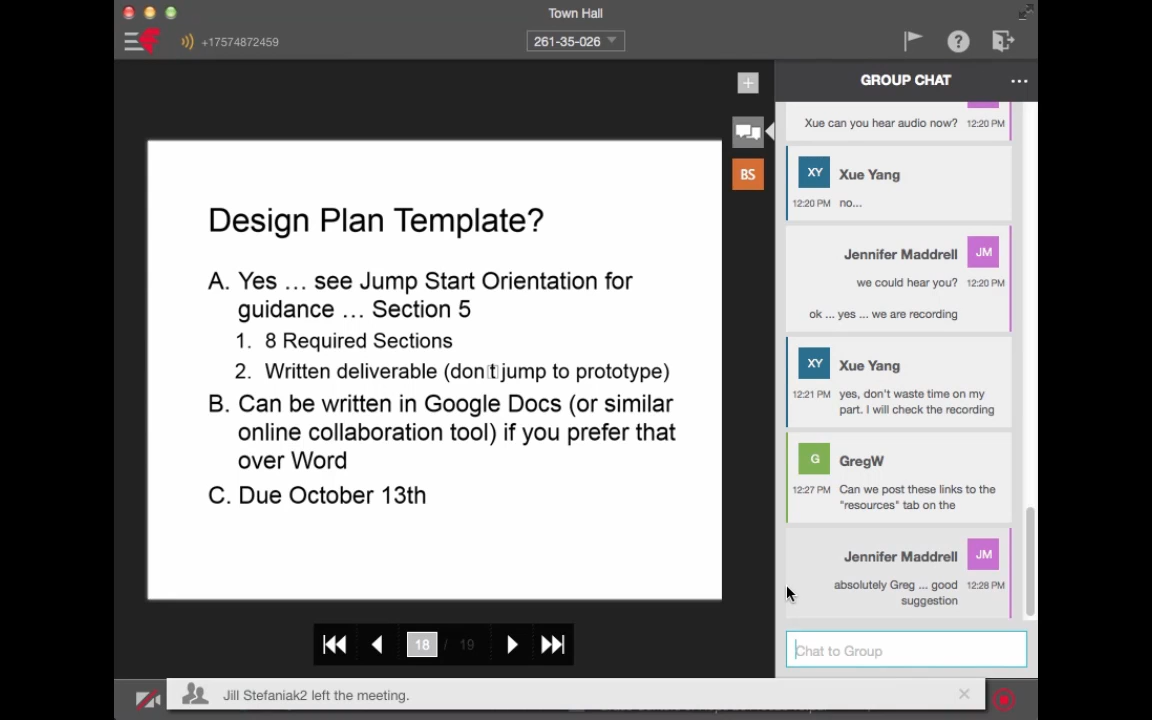 Town Hall
+17574872459
261-35-026
GROUP CHAT
Xue can you hear audio now? 12:20 PM
BS
XY Xue Yang
12:20 PM no...
Design Plan Template?
A. Yes … see Jump Start Orientation for
guidance … Section 5
1. 8 Required Sections
2. Written deliverable (don t jump to prototype)
B. Can be written in Google Docs (or similar
online collaboration tool) if you prefer that
over Word
C. Due October 13th
Jennifer Maddrell JM
we could hear you? 12:20 PM
ok ... yes ... we are recording
XY Xue Yang
12:21 PM yes, don't waste time on my
part. I will check the recording
G GregW
12:27 PM Can we post these links to the
"resources" tab on the
Jennifer Maddrell JM
absolutely Greg ... good 12:28 PM
suggestion
18 / 19
Chat to Group
Jill Stefaniak2 left the meeting.